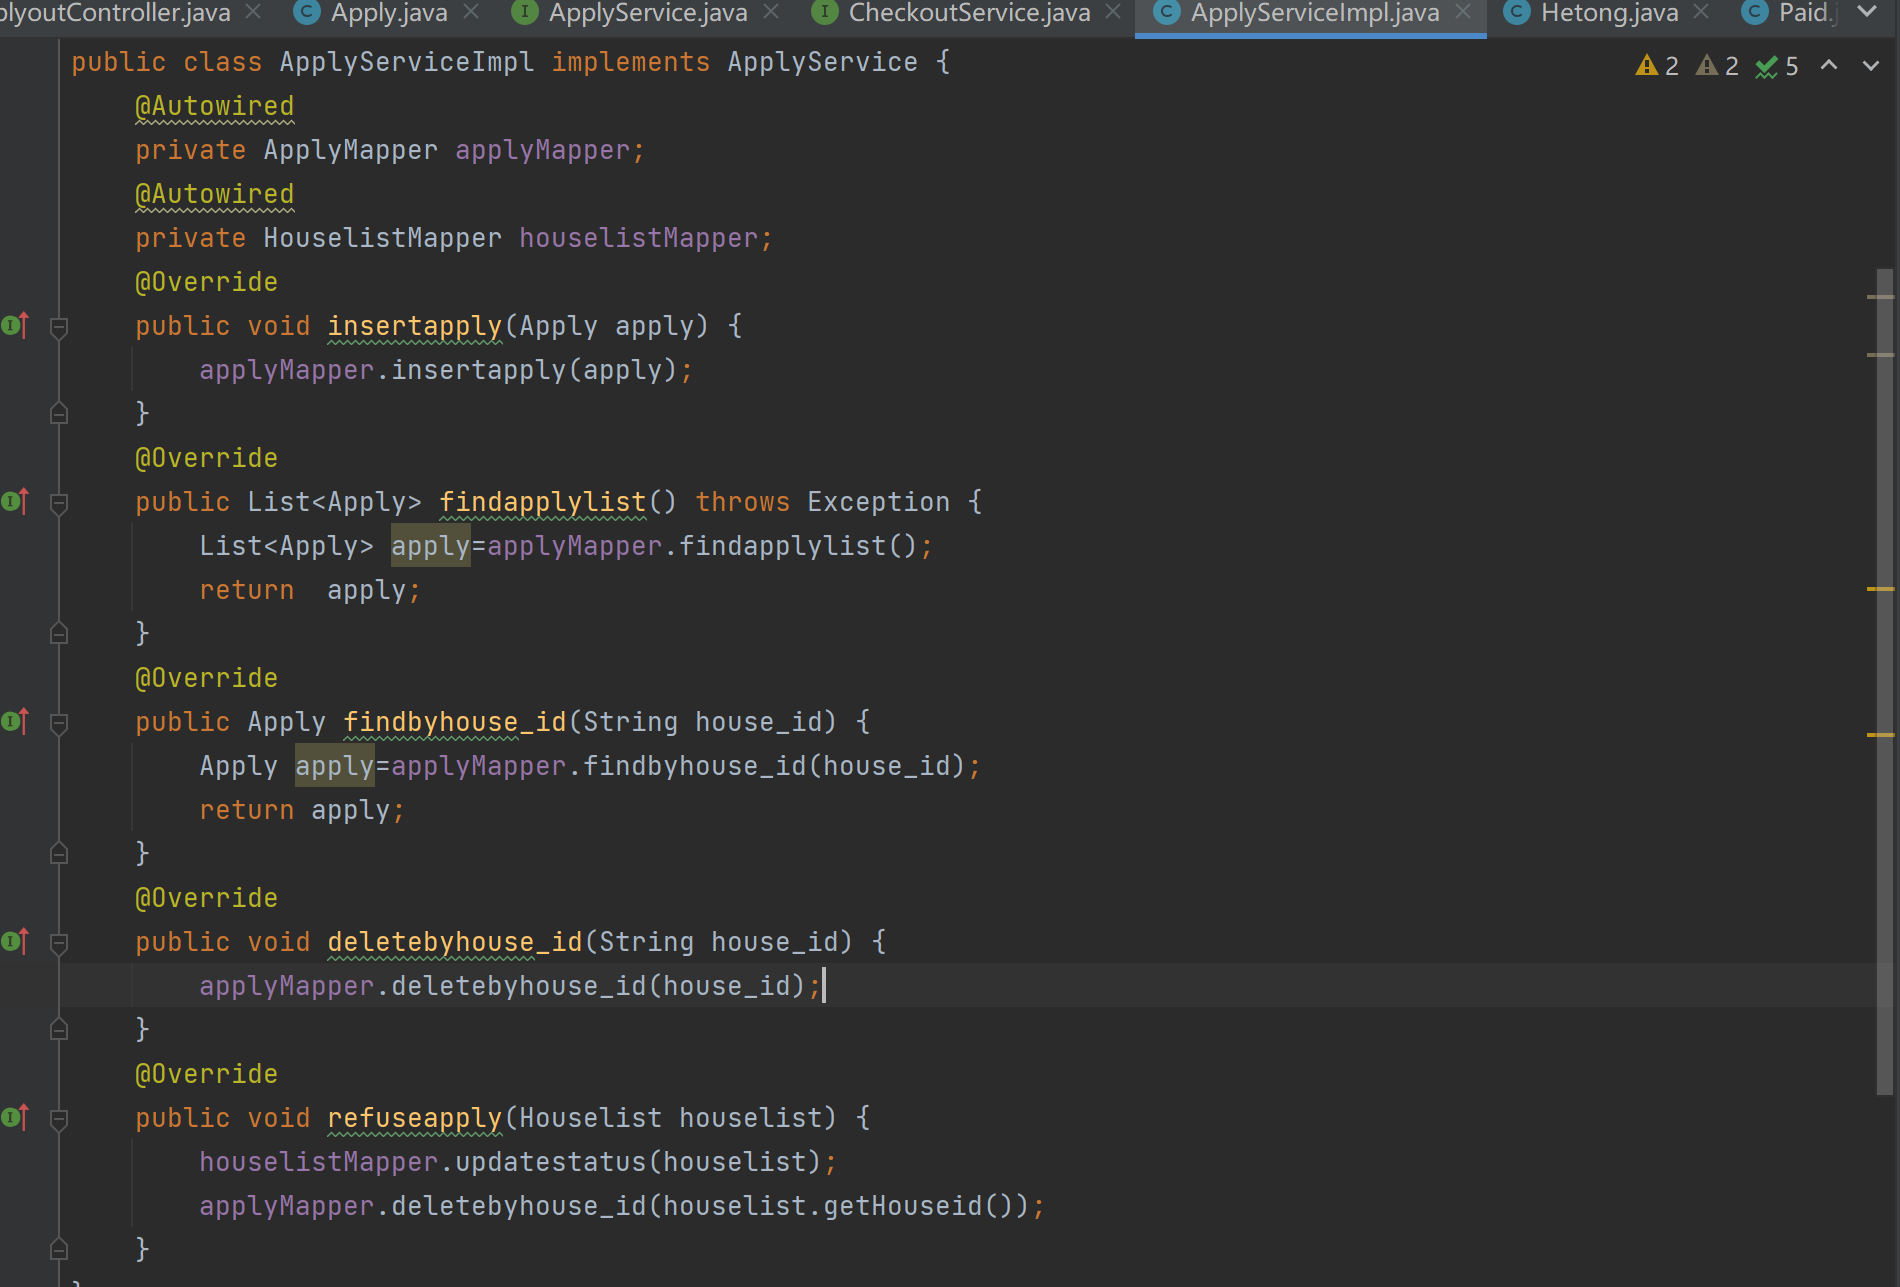 plyoutController.java Apply.java ApplyService.java CheckoutService.java ApplyServiceImpl.java Hetong.java Paid.j
public class ApplyServiceImpl implements ApplyService {
2 2 5
@Autowired
private ApplyMapper applyMapper;
@Autowired
private HouselistMapper houselistMapper;
@Override
public void insertapply(Apply apply) {
applyMapper.insertapply(apply);
}
@Override
public List<Apply> findapplylist() throws Exception {
List<Apply> apply=applyMapper.findapplylist();
return  apply;
}
@Override
public Apply findbyhouse_id(String house_id) {
Apply apply=applyMapper.findbyhouse_id(house_id);
return apply;
}
@Override
public void deletebyhouse_id(String house_id) {
applyMapper.deletebyhouse_id(house_id);
}
@Override
public void refuseapply(Houselist houselist) {
houselistMapper.updatestatus(houselist);
applyMapper.deletebyhouse_id(houselist.getHouseid());
}
}